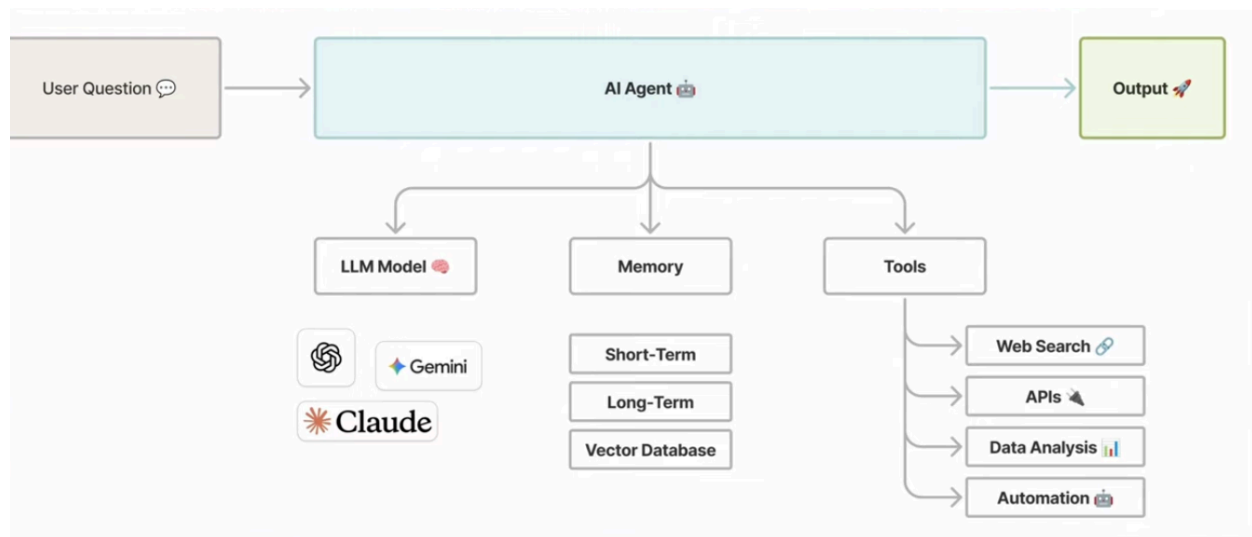 User Question 💬
AI Agent 🤖
Output 🚀
LLM Model 🧠
Memory
Tools
Gemini
Claude
Short-Term
Long-Term
Vector Database
Web Search 🔗
APIs 🔌
Data Analysis 📊
Automation 🤖